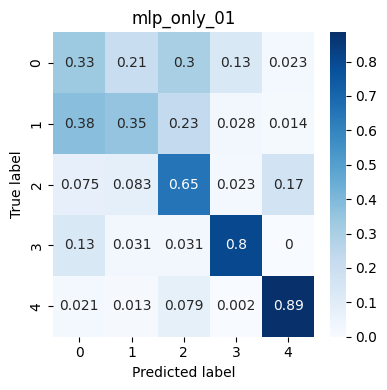 mlp_only_01
0 0.33 0.21 0.3 0.13 0.023
1 0.38 0.35 0.23 0.028 0.014
2 0.075 0.083 0.65 0.023 0.17
3 0.13 0.031 0.031 0.8 0
4 0.021 0.013 0.079 0.002 0.89
0 1 2 3 4
True label
Predicted label
0.8
0.7
0.6
0.5
0.4
0.3
0.2
0.1
0.0